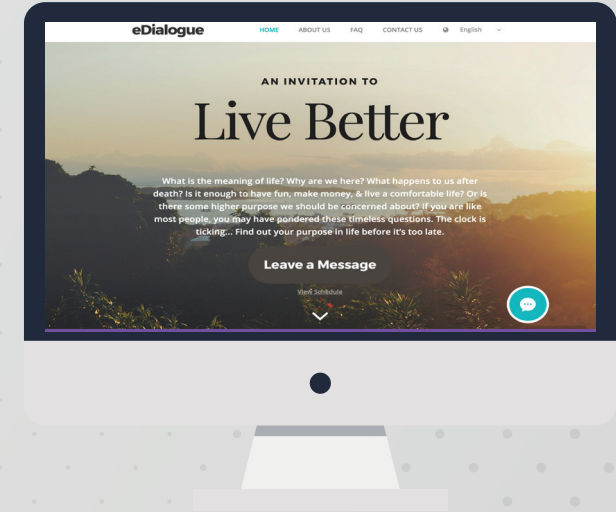 eDialogue HOME ABOUT US FAQ CONTACT US English
AN INVITATION TO
Live Better
What is the meaning of life? Why are we here? What happens to us after
death? Is it enough to have fun, make money, & live a comfortable life? Or is
there some higher purpose we should be concerned about? If you are like
most people, you may have pondered these timeless questions. The clock is
ticking... Find out your purpose in life before it's too late.
Leave a Message
View Schedule